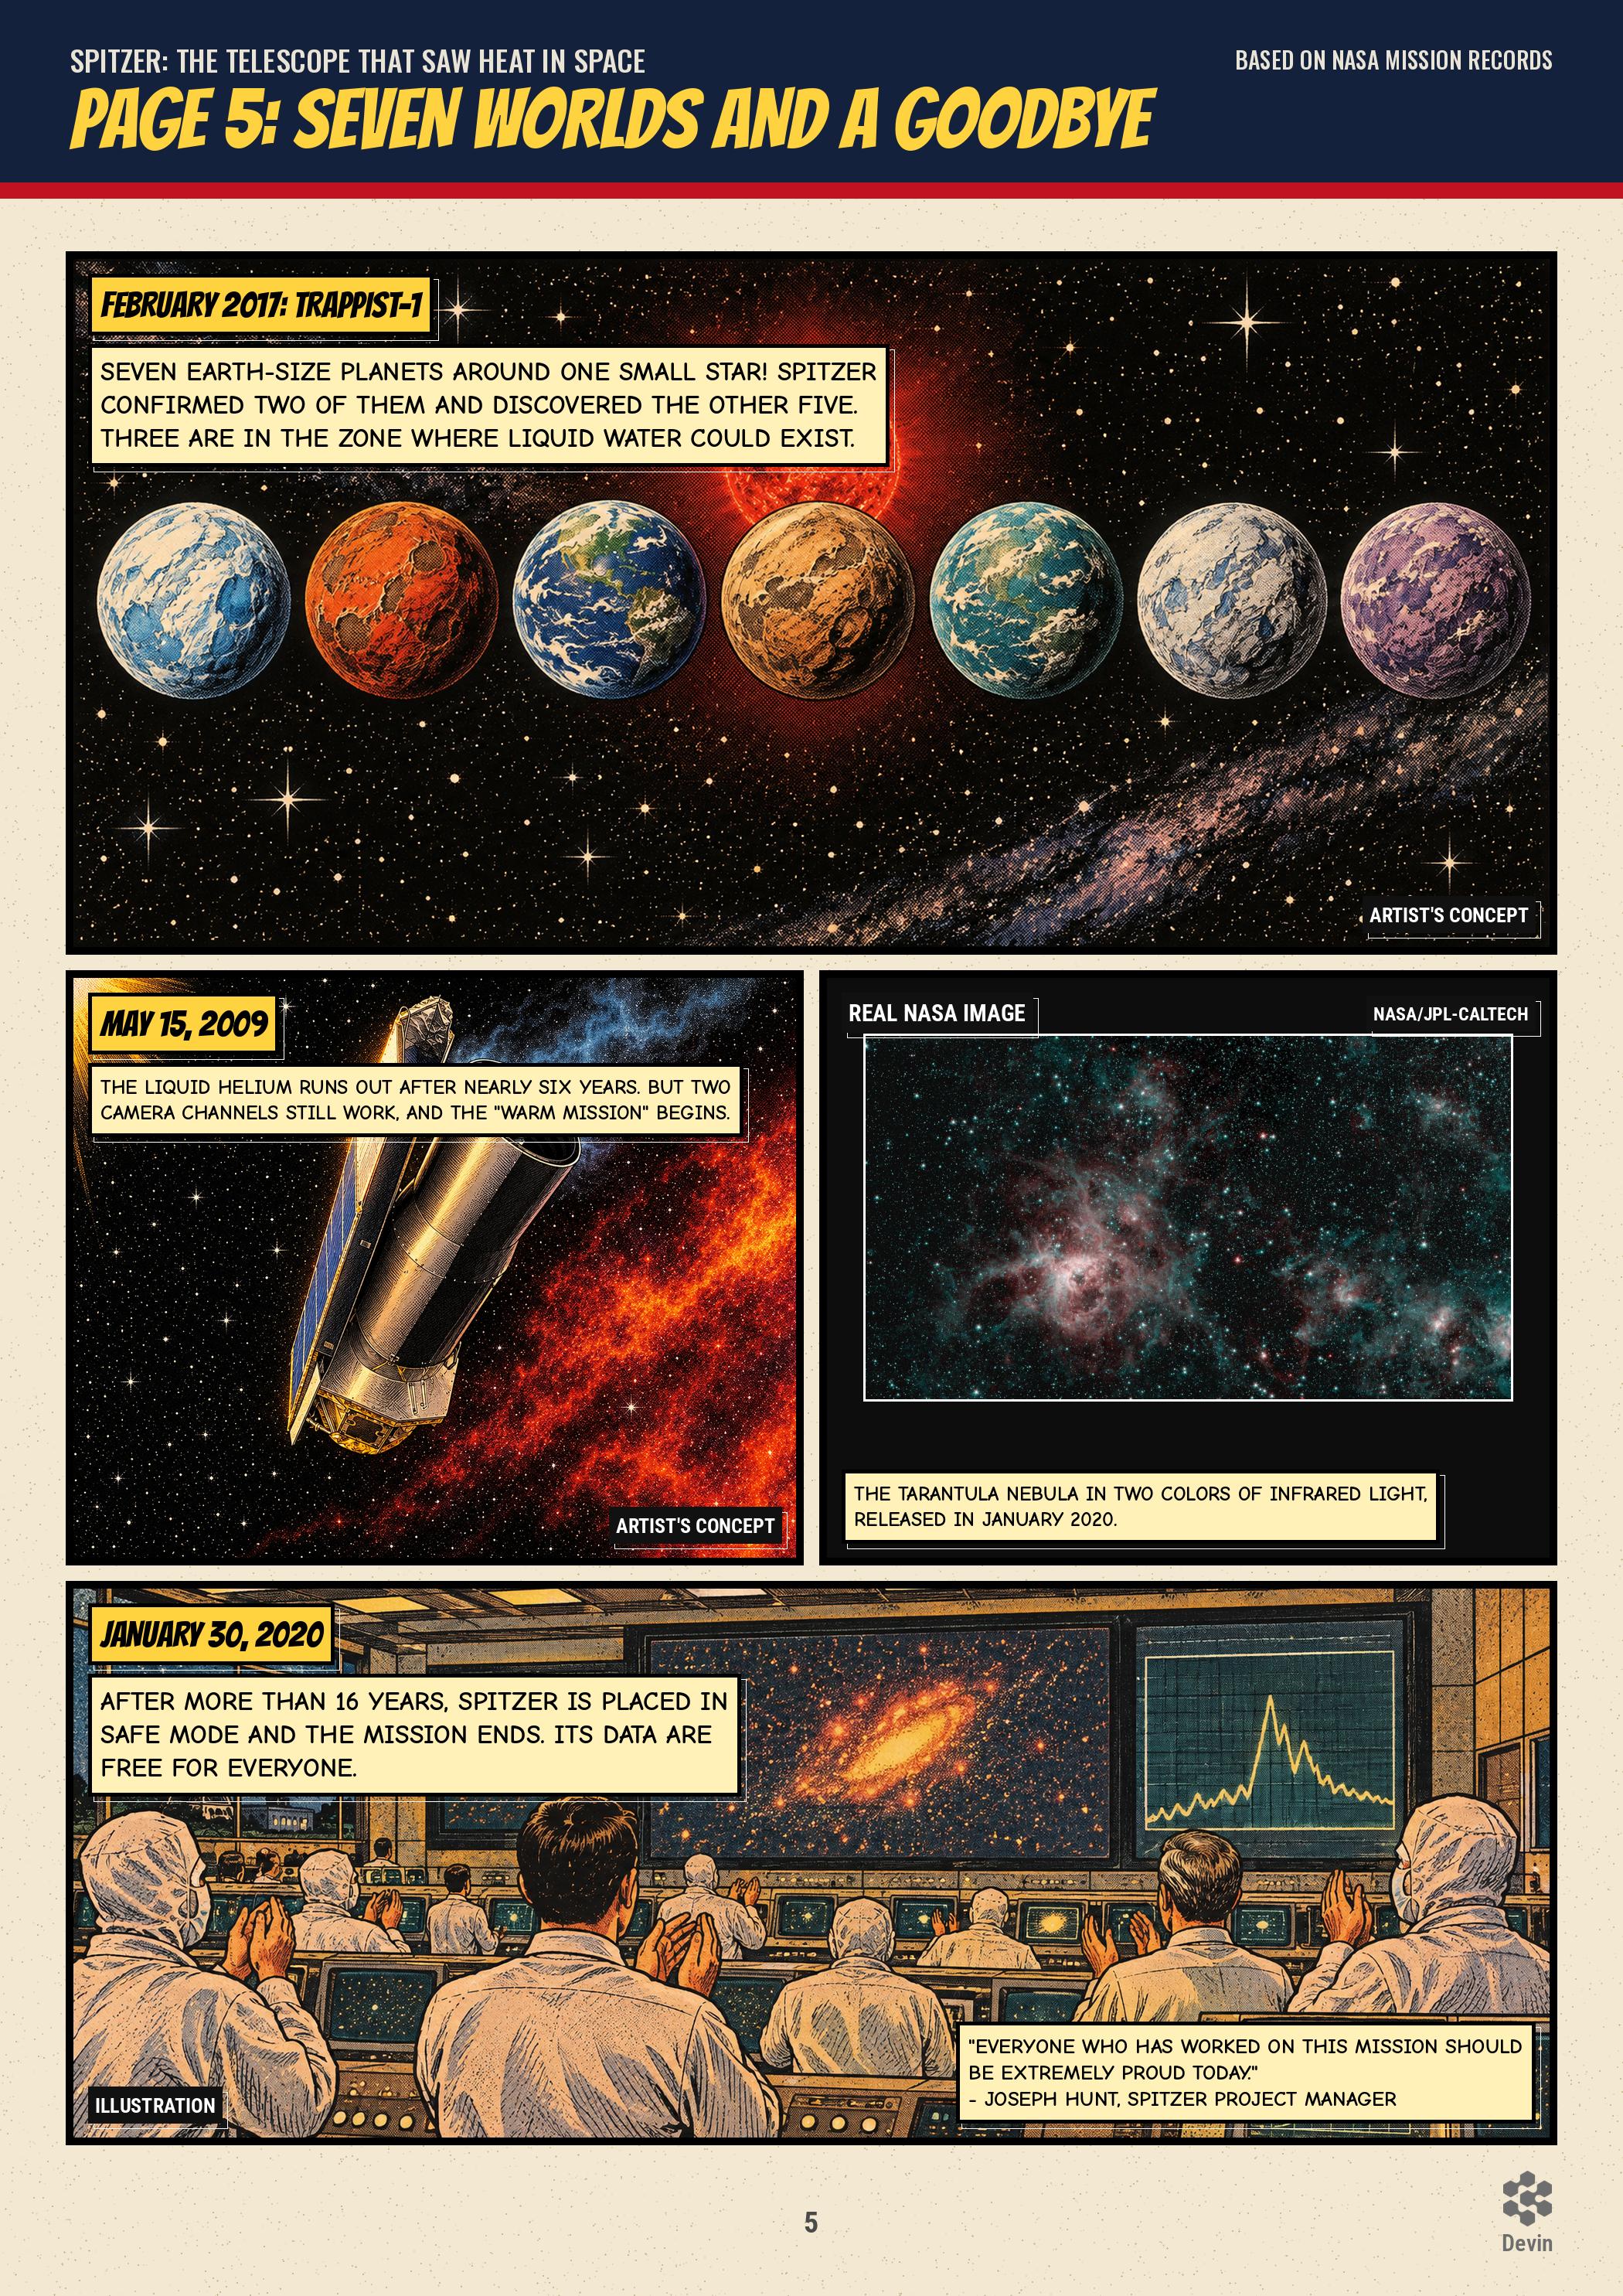 SPITZER: THE TELESCOPE THAT SAW HEAT IN SPACE
BASED ON NASA MISSION RECORDS
PAGE 5: SEVEN WORLDS AND A GOODBYE
FEBRUARY 2017: TRAPPIST-1
SEVEN EARTH-SIZE PLANETS AROUND ONE SMALL STAR! SPITZER
CONFIRMED TWO OF THEM AND DISCOVERED THE OTHER FIVE.
THREE ARE IN THE ZONE WHERE LIQUID WATER COULD EXIST.
ARTIST'S CONCEPT
MAY 15, 2009
THE LIQUID HELIUM RUNS OUT AFTER NEARLY SIX YEARS. BUT TWO
CAMERA CHANNELS STILL WORK, AND THE "WARM MISSION" BEGINS.
ARTIST'S CONCEPT
REAL NASA IMAGE
NASA/JPL-CALTECH
THE TARANTULA NEBULA IN TWO COLORS OF INFRARED LIGHT,
RELEASED IN JANUARY 2020.
JANUARY 30, 2020
AFTER MORE THAN 16 YEARS, SPITZER IS PLACED IN
SAFE MODE AND THE MISSION ENDS. ITS DATA ARE
FREE FOR EVERYONE.
"EVERYONE WHO HAS WORKED ON THIS MISSION SHOULD
BE EXTREMELY PROUD TODAY."
- JOSEPH HUNT, SPITZER PROJECT MANAGER
ILLUSTRATION
5
Devin